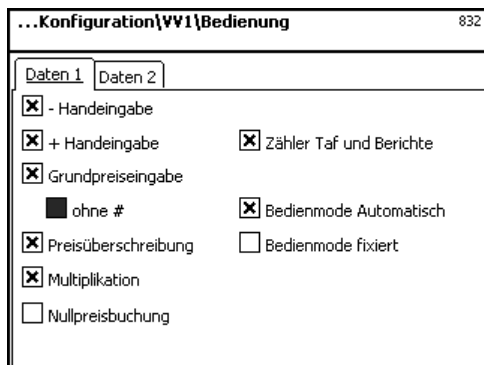 ...Konfiguration\VV1\Bedienung 832
Daten 1 Daten 2
- Handeingabe
+ Handeingabe Zähler Taf und Berichte
Grundpreiseingabe
ohne # Bedienmode Automatisch
Preisüberschreibung Bedienmode fixiert
Multiplikation
Nullpreisbuchung